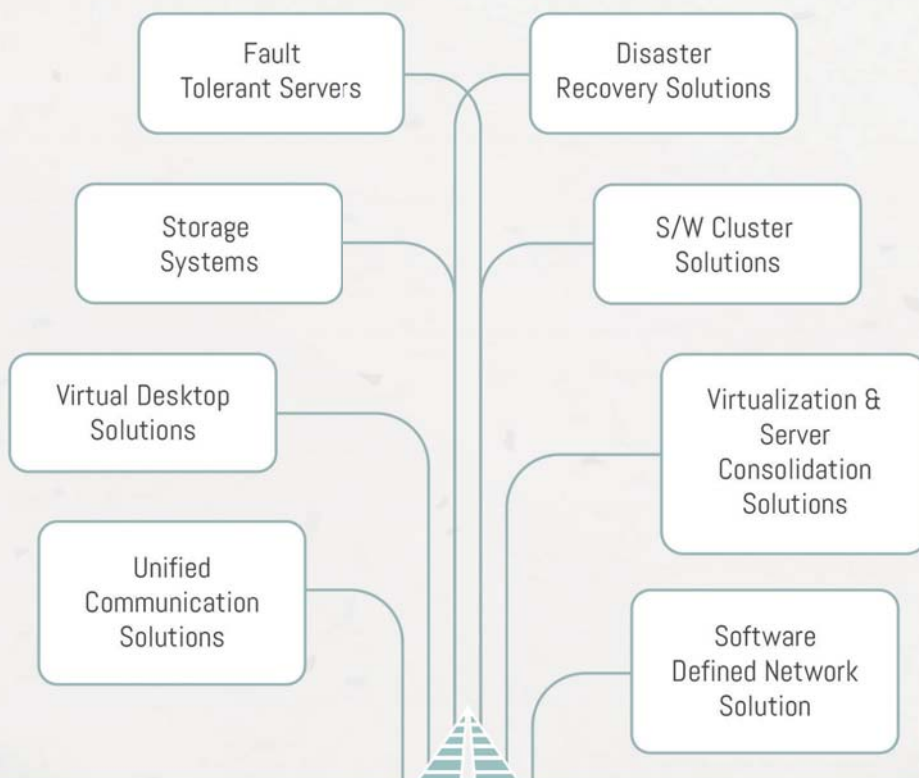 Fault
Tolerant Servers
Disaster
Recovery Solutions
Storage
Systems
S/W Cluster
Solutions
Virtual Desktop
Solutions
Virtualization &
Server
Consolidation
Solutions
Unified
Communication
Solutions
Software
Defined Network
Solution